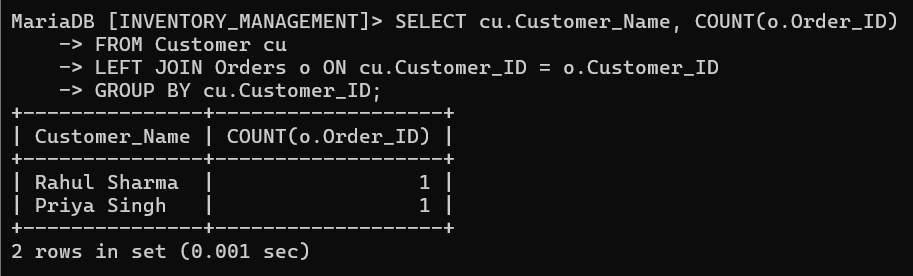 MariaDB [INVENTORY_MANAGEMENT]> SELECT cu.Customer_Name, COUNT(o.Order_ID)
    -> FROM Customer cu
    -> LEFT JOIN Orders o ON cu.Customer_ID = o.Customer_ID
    -> GROUP BY cu.Customer_ID;
+---------------+-------------------+
| Customer_Name | COUNT(o.Order_ID) |
+---------------+-------------------+
| Rahul Sharma  |                 1 |
| Priya Singh   |                 1 |
+---------------+-------------------+
2 rows in set (0.001 sec)